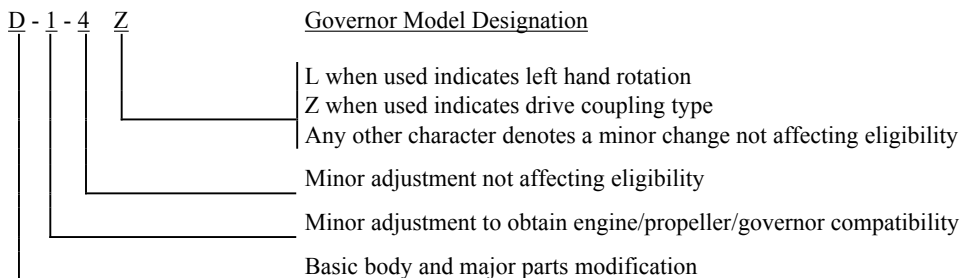 D - 1 - 4 Z Governor Model Designation
L when used indicates left hand rotation
Z when used indicates drive coupling type
Any other character denotes a minor change not affecting eligibility
Minor adjustment not affecting eligibility
Minor adjustment to obtain engine/propeller/governor compatibility
Basic body and major parts modification